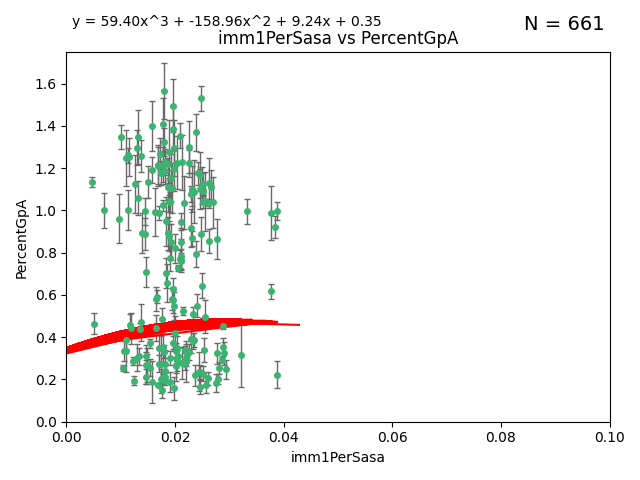 y = 59.40x^3 + -158.96x^2 + 9.24x + 0.35
N = 661
imm1PerSasa vs PercentGpA
PercentGpA
1.6
1.4
1.2
1.0
0.8
0.6
0.4
0.2
0.0
0.00 0.02 0.04 0.06 0.08 0.10
imm1PerSasa